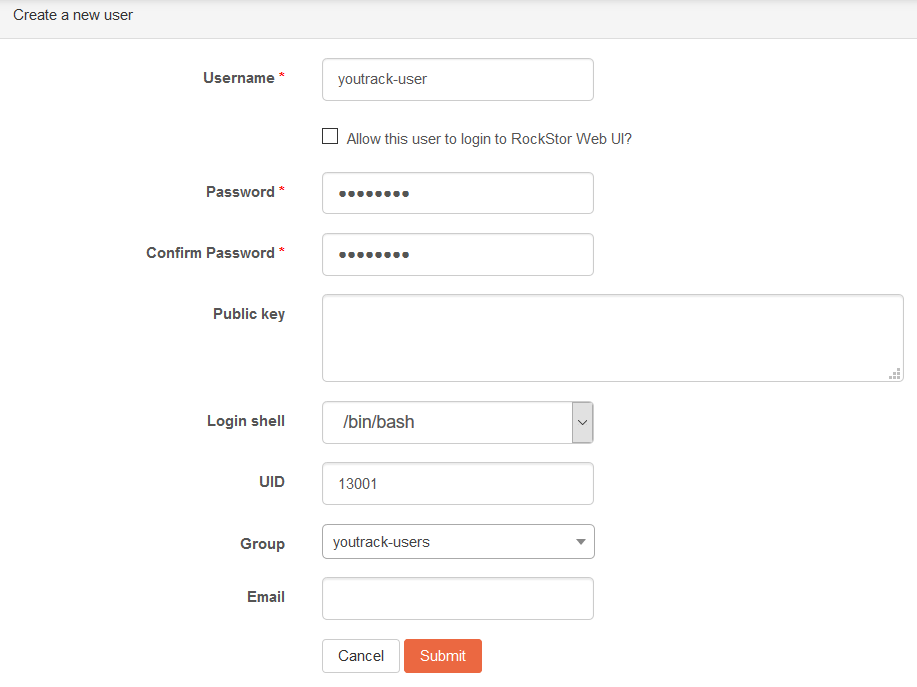 Create a new user
Username *
youtrack-user
Allow this user to login to RockStor Web UI?
Password *
••••••••
Confirm Password *
••••••••
Public key
Login shell
/bin/bash
UID
13001
Group
youtrack-users
Email
Cancel
Submit